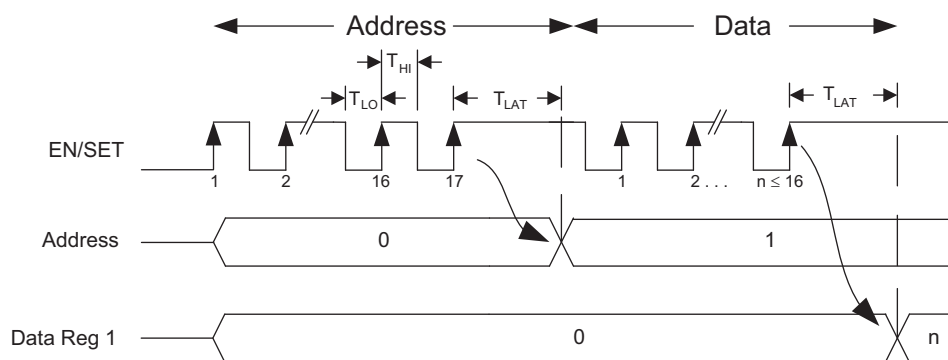 Address Data
T_HI
T_LO T_LAT T_LAT
EN/SET
1 2 16 17 1 2 . . . n ≤ 16
Address 0 1
Data Reg 1 0 n